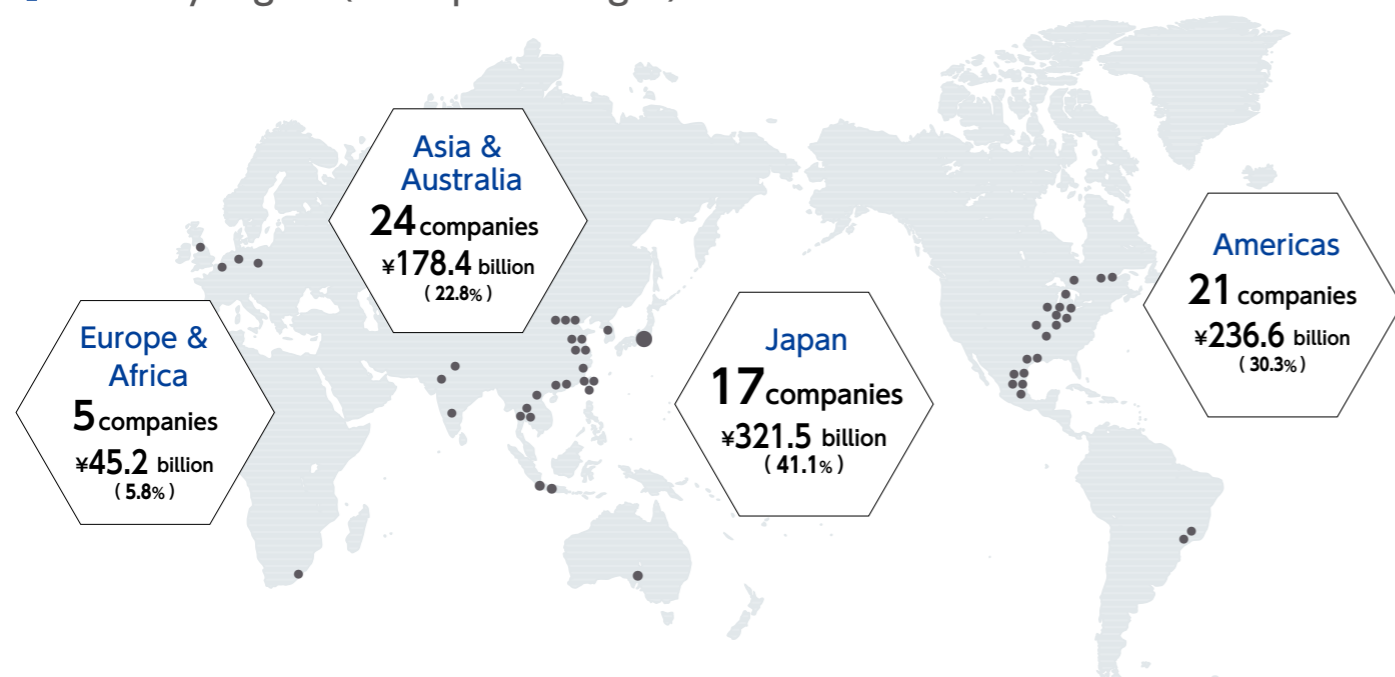 Asia &
Australia
24 companies
¥178.4 billion
( 22.8% )
Europe &
Africa
5 companies
¥45.2 billion
( 5.8% )
Japan
17 companies
¥321.5 billion
( 41.1% )
Americas
21 companies
¥236.6 billion
( 30.3% )